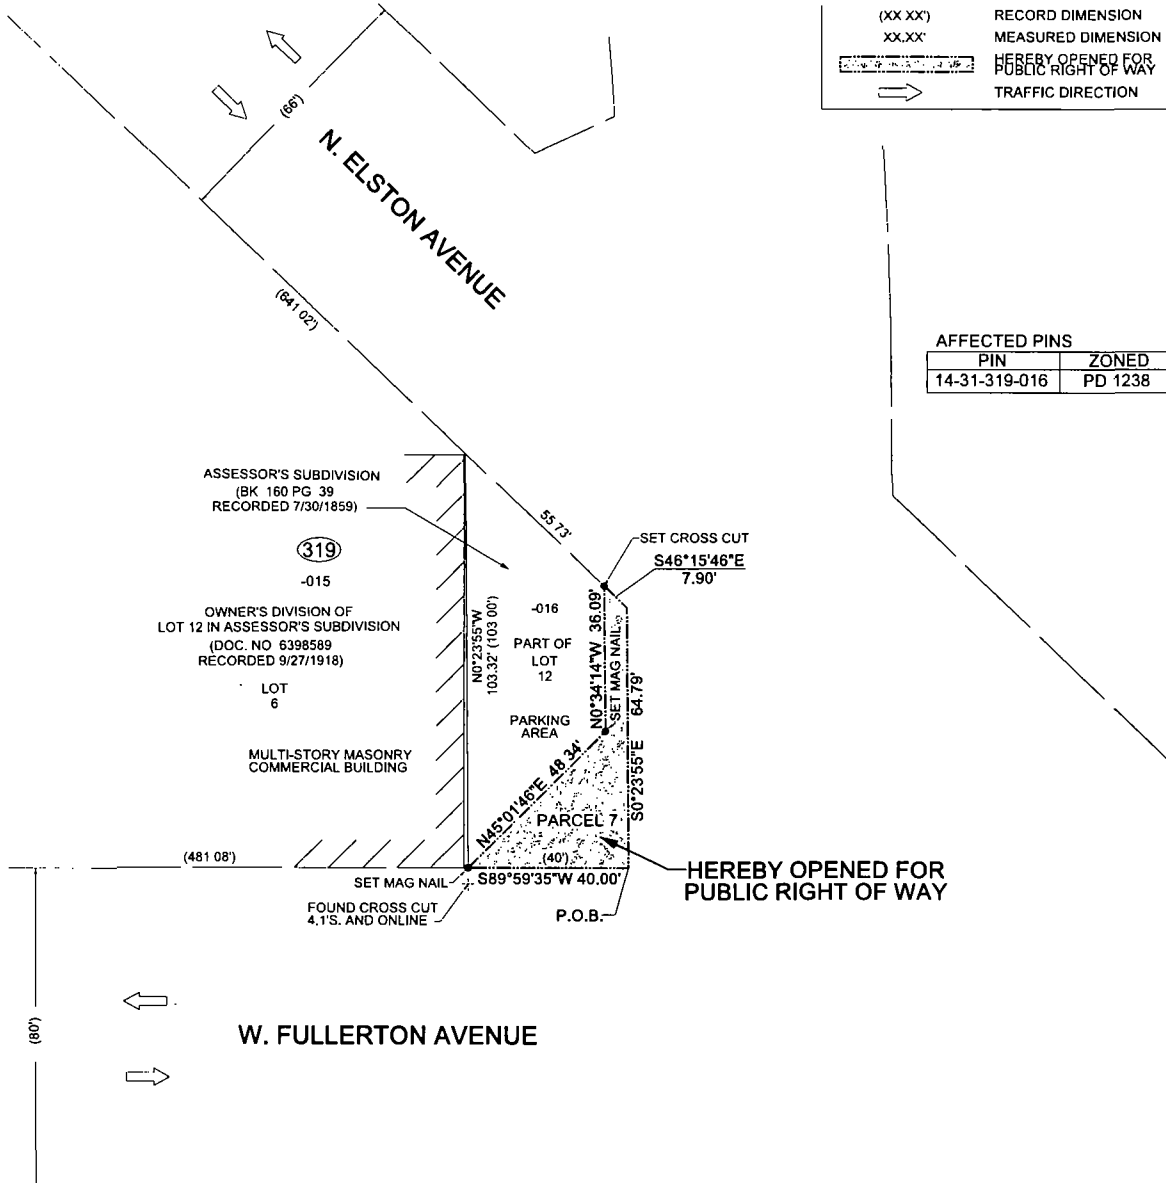 (XX XX') RECORD DIMENSION
XX.XX' MEASURED DIMENSION
HEREBY OPENED FOR
PUBLIC RIGHT OF WAY
TRAFFIC DIRECTION
(66')
N. ELSTON AVENUE
(641 02')
AFFECTED PINS
PIN ZONED
14-31-319-016 PD 1238
ASSESSOR'S SUBDIVISION
(BK 160 PG 39
RECORDED 7/30/1859)
319
-015
OWNER'S DIVISION OF
LOT 12 IN ASSESSOR'S SUBDIVISION
(DOC. NO 6398589
RECORDED 9/27/1918)
LOT
6
MULTI-STORY MASONRY
COMMERCIAL BUILDING
55 73'
SET CROSS CUT
S46°15'46"E
7.90'
N0°23'55"W
103.32' (103 00')
-016
PART OF
LOT
12
PARKING
AREA
N0°34'14"W 36.09'
SET MAG NAIL
S0°23'55"E 64.79'
N45°01'46"E 48 34'
PARCEL 7
(40')
S89°59'35"W 40.00'
(481 08')
SET MAG NAIL
FOUND CROSS CUT
4.1'S. AND ONLINE
P.O.B.
HEREBY OPENED FOR
PUBLIC RIGHT OF WAY
(80')
W. FULLERTON AVENUE